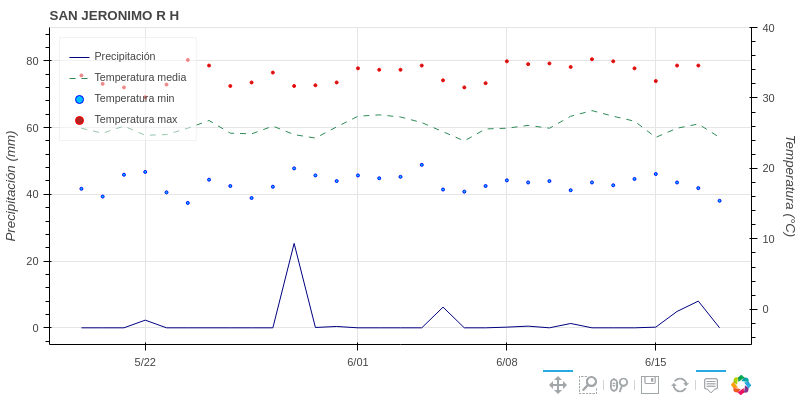 SAN JERONIMO R H
Precipitación
Temperatura media
Temperatura min
Temperatura max
Precipitación (mm)
80
60
40
20
0
Temperatura (°C)
40
30
20
10
0
5/22
6/01
6/08
6/15